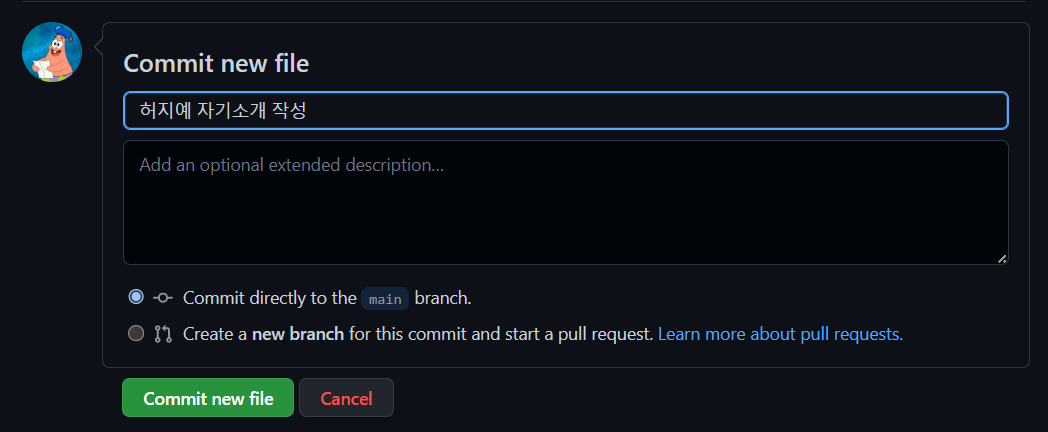 Commit new file
허지예 자기소개 작성
Add an optional extended description...
Commit directly to the main branch.
Create a new branch for this commit and start a pull request. Learn more about pull requests.
Commit new file Cancel